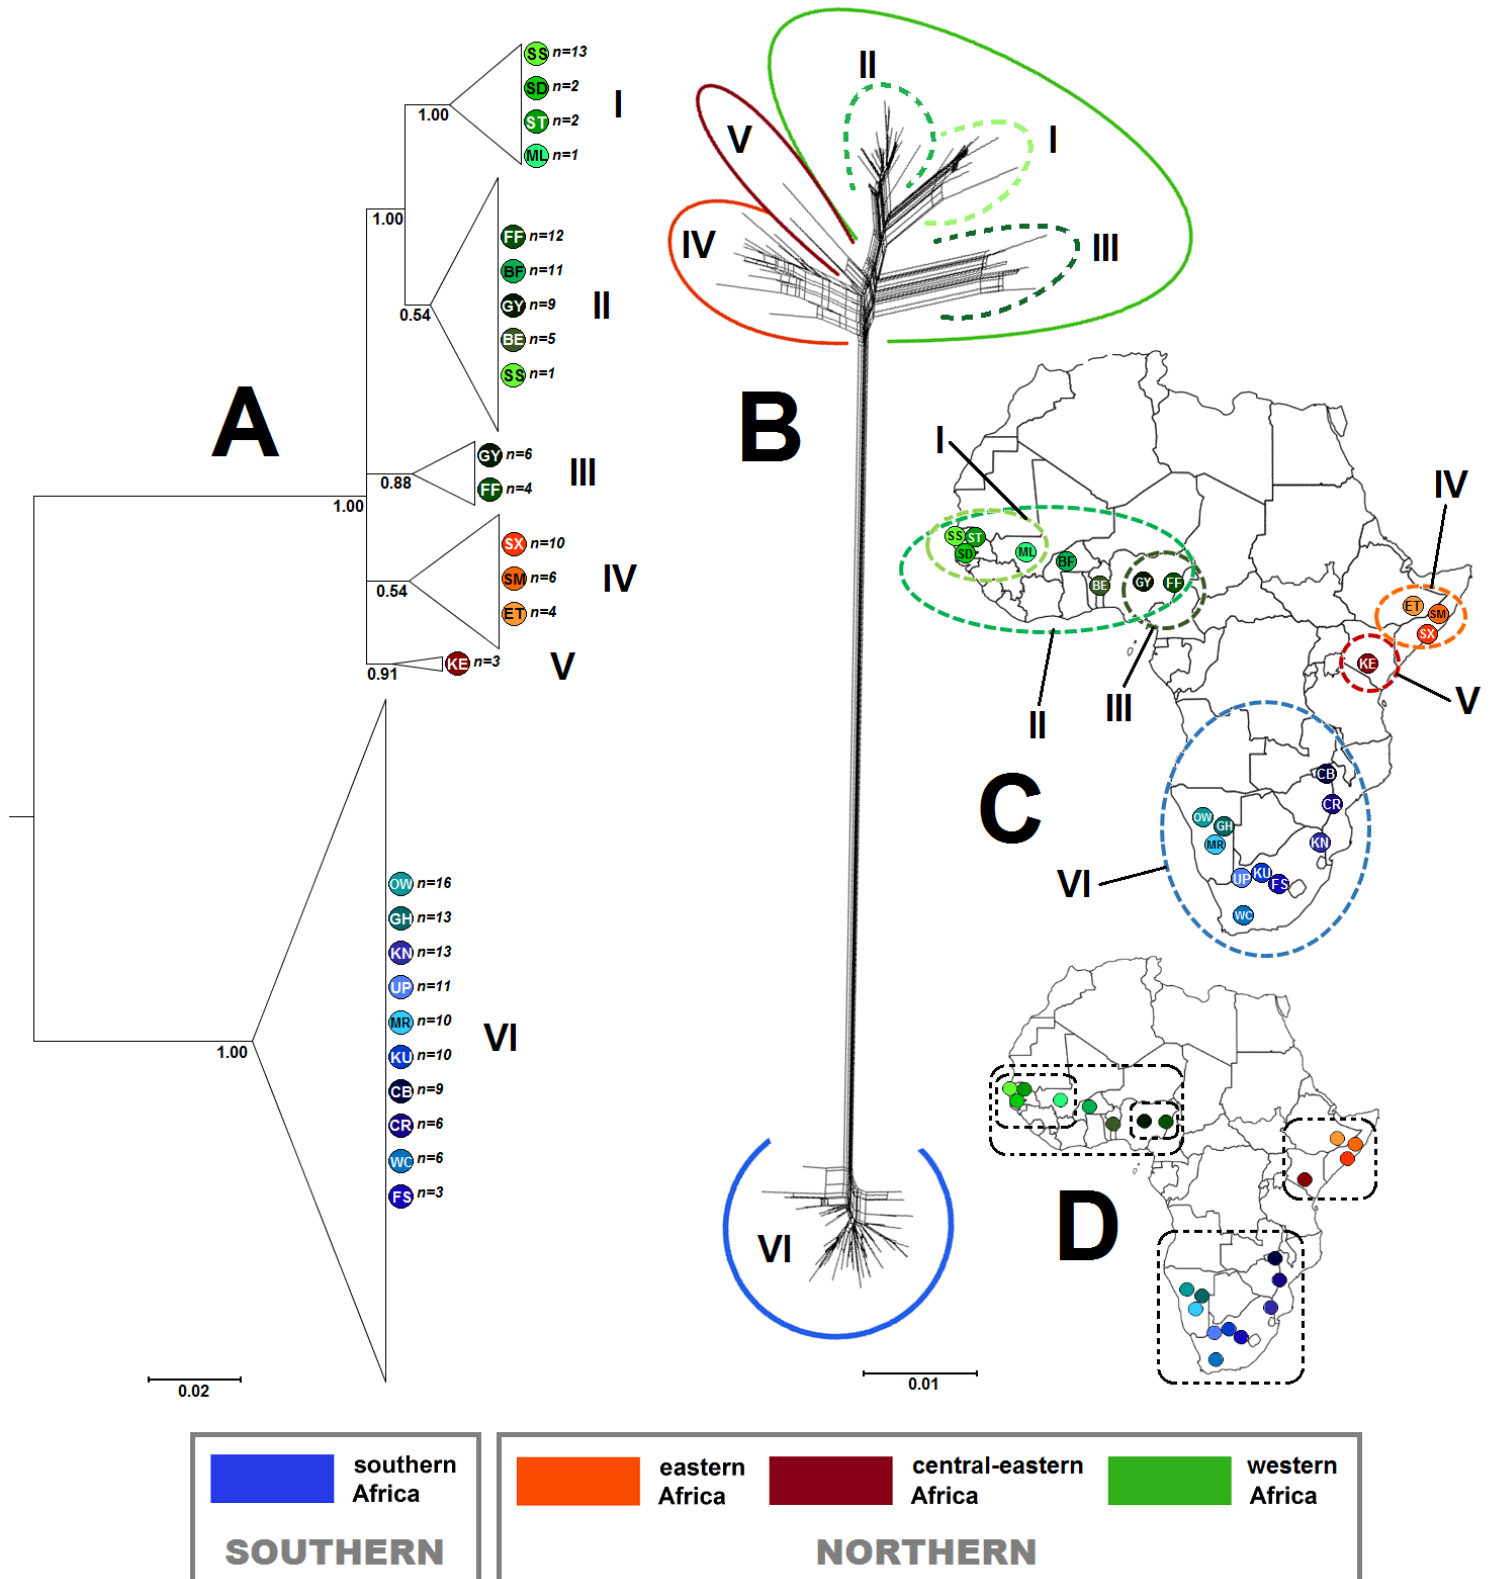 A
SS n=13
SD n=2
ST n=2
ML n=1
I
1.00
1.00
FF n=12
BF n=11
GY n=9
BE n=5
SS n=1
II
0.54
GY n=6
FF n=4
III
0.88
1.00
SX n=10
SM n=6
ET n=4
IV
0.54
KE n=3
V
0.91
OW n=16
GH n=13
KN n=13
UP n=11
MR n=10
KU n=10
CB n=9
CR n=6
WC n=6
FS n=3
VI
1.00
0.02
B
II
I
V
IV
III
VI
0.01
C
I
IV
SS
ST
SD
ML
BF
BE
GY
FF
ET
SM
SX
KE
V
III
II
CB
CR
OW
GH
MR
KN
UP
KU
FS
WC
VI
D
southern
Africa
SOUTHERN
eastern
Africa
central-eastern
Africa
western
Africa
NORTHERN